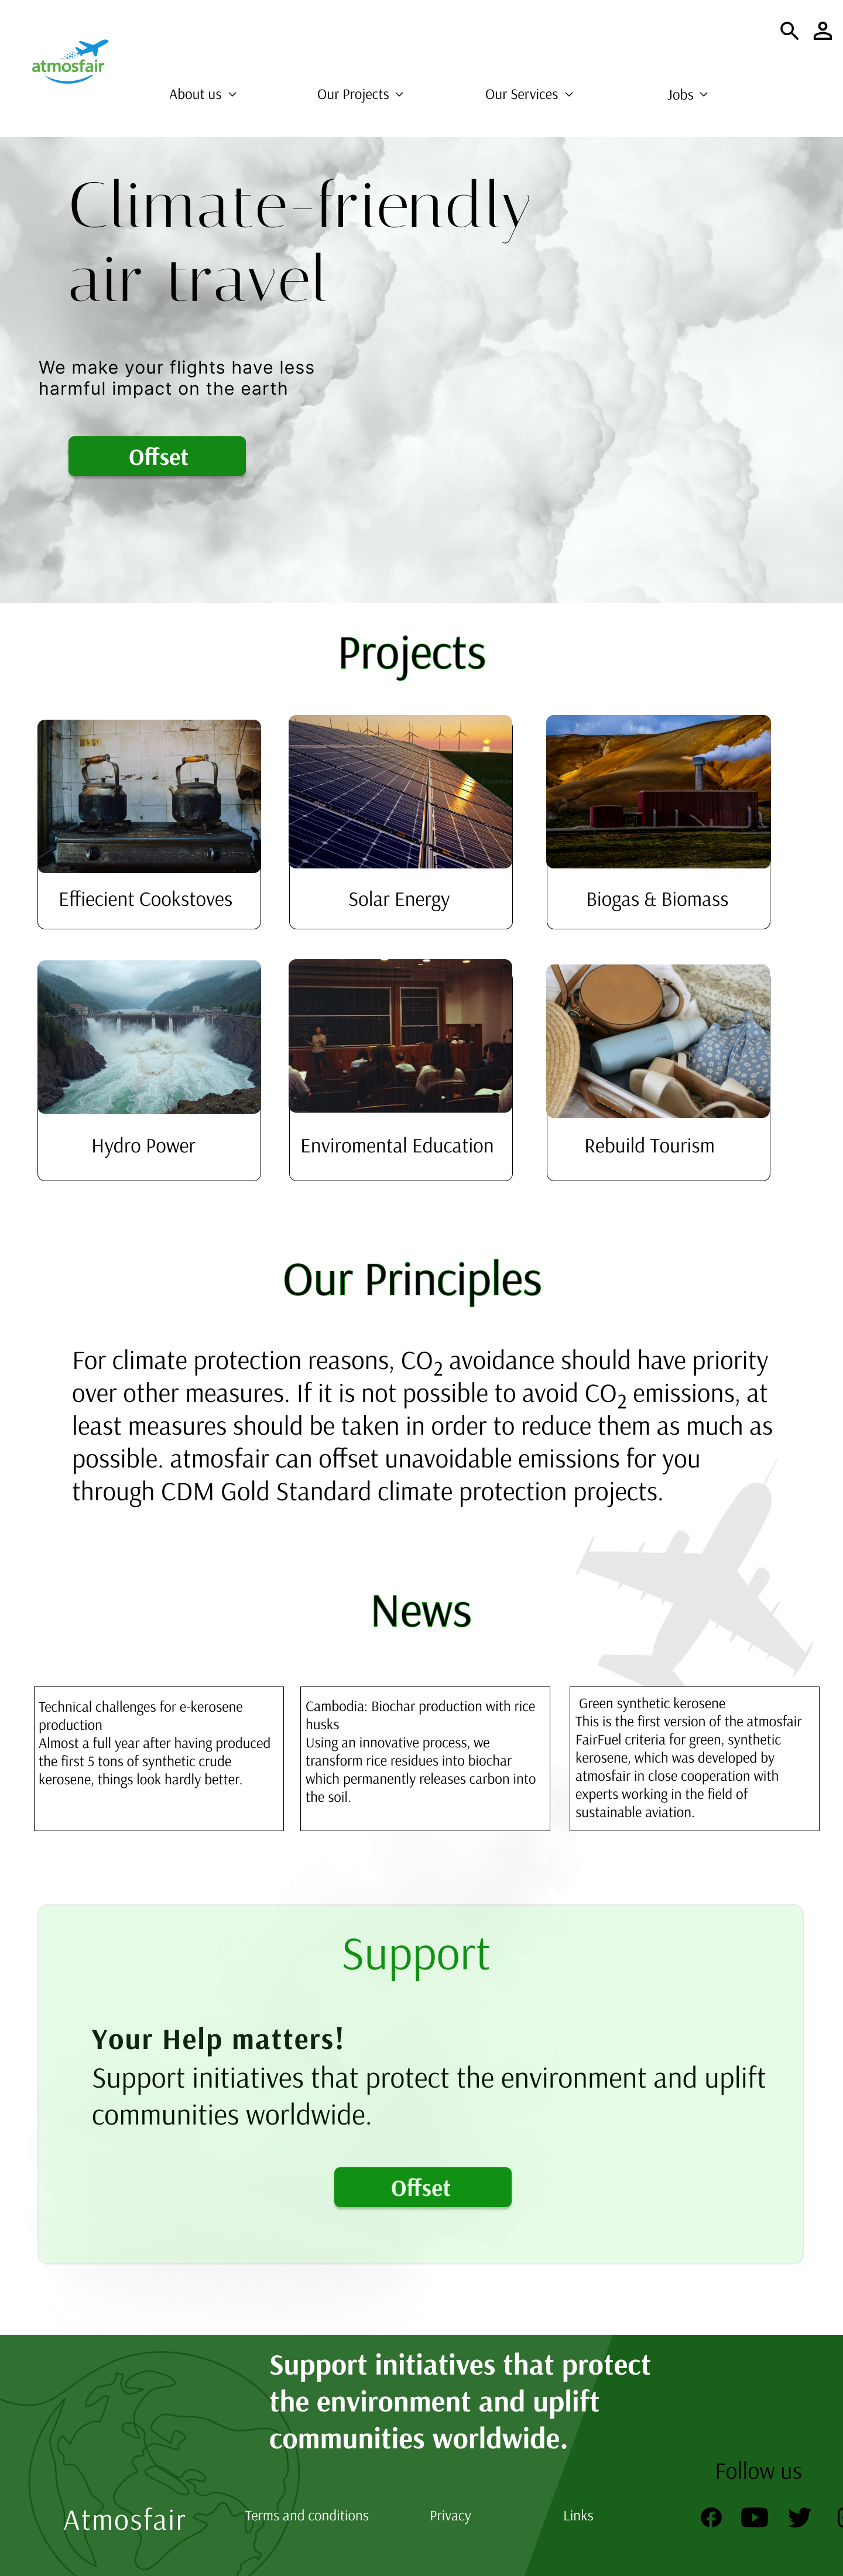 atmosfair
About us
Our Projects
Our Services
Jobs
Climate-friendly
air travel
We make your flights have less
harmful impact on the earth
Offset
Projects
Effiecient Cookstoves
Solar Energy
Biogas & Biomass
Hydro Power
Enviromental Education
Rebuild Tourism
Our Principles
For climate protection reasons, CO2 avoidance should have priority
over other measures. If it is not possible to avoid CO2 emissions, at
least measures should be taken in order to reduce them as much as
possible. atmosfair can offset unavoidable emissions for you
through CDM Gold Standard climate protection projects.
News
Technical challenges for e-kerosene
production
Almost a full year after having produced
the first 5 tons of synthetic crude
kerosene, things look hardly better.
Cambodia: Biochar production with rice
husks
Using an innovative process, we
transform rice residues into biochar
which permanently releases carbon into
the soil.
Green synthetic kerosene
This is the first version of the atmosfair
FairFuel criteria for green, synthetic
kerosene, which was developed by
atmosfair in close cooperation with
experts working in the field of
sustainable aviation.
Support
Your Help matters!
Support initiatives that protect the environment and uplift
communities worldwide.
Offset
Support initiatives that protect
the environment and uplift
communities worldwide.
Follow us
Atmosfair
Terms and conditions
Privacy
Links